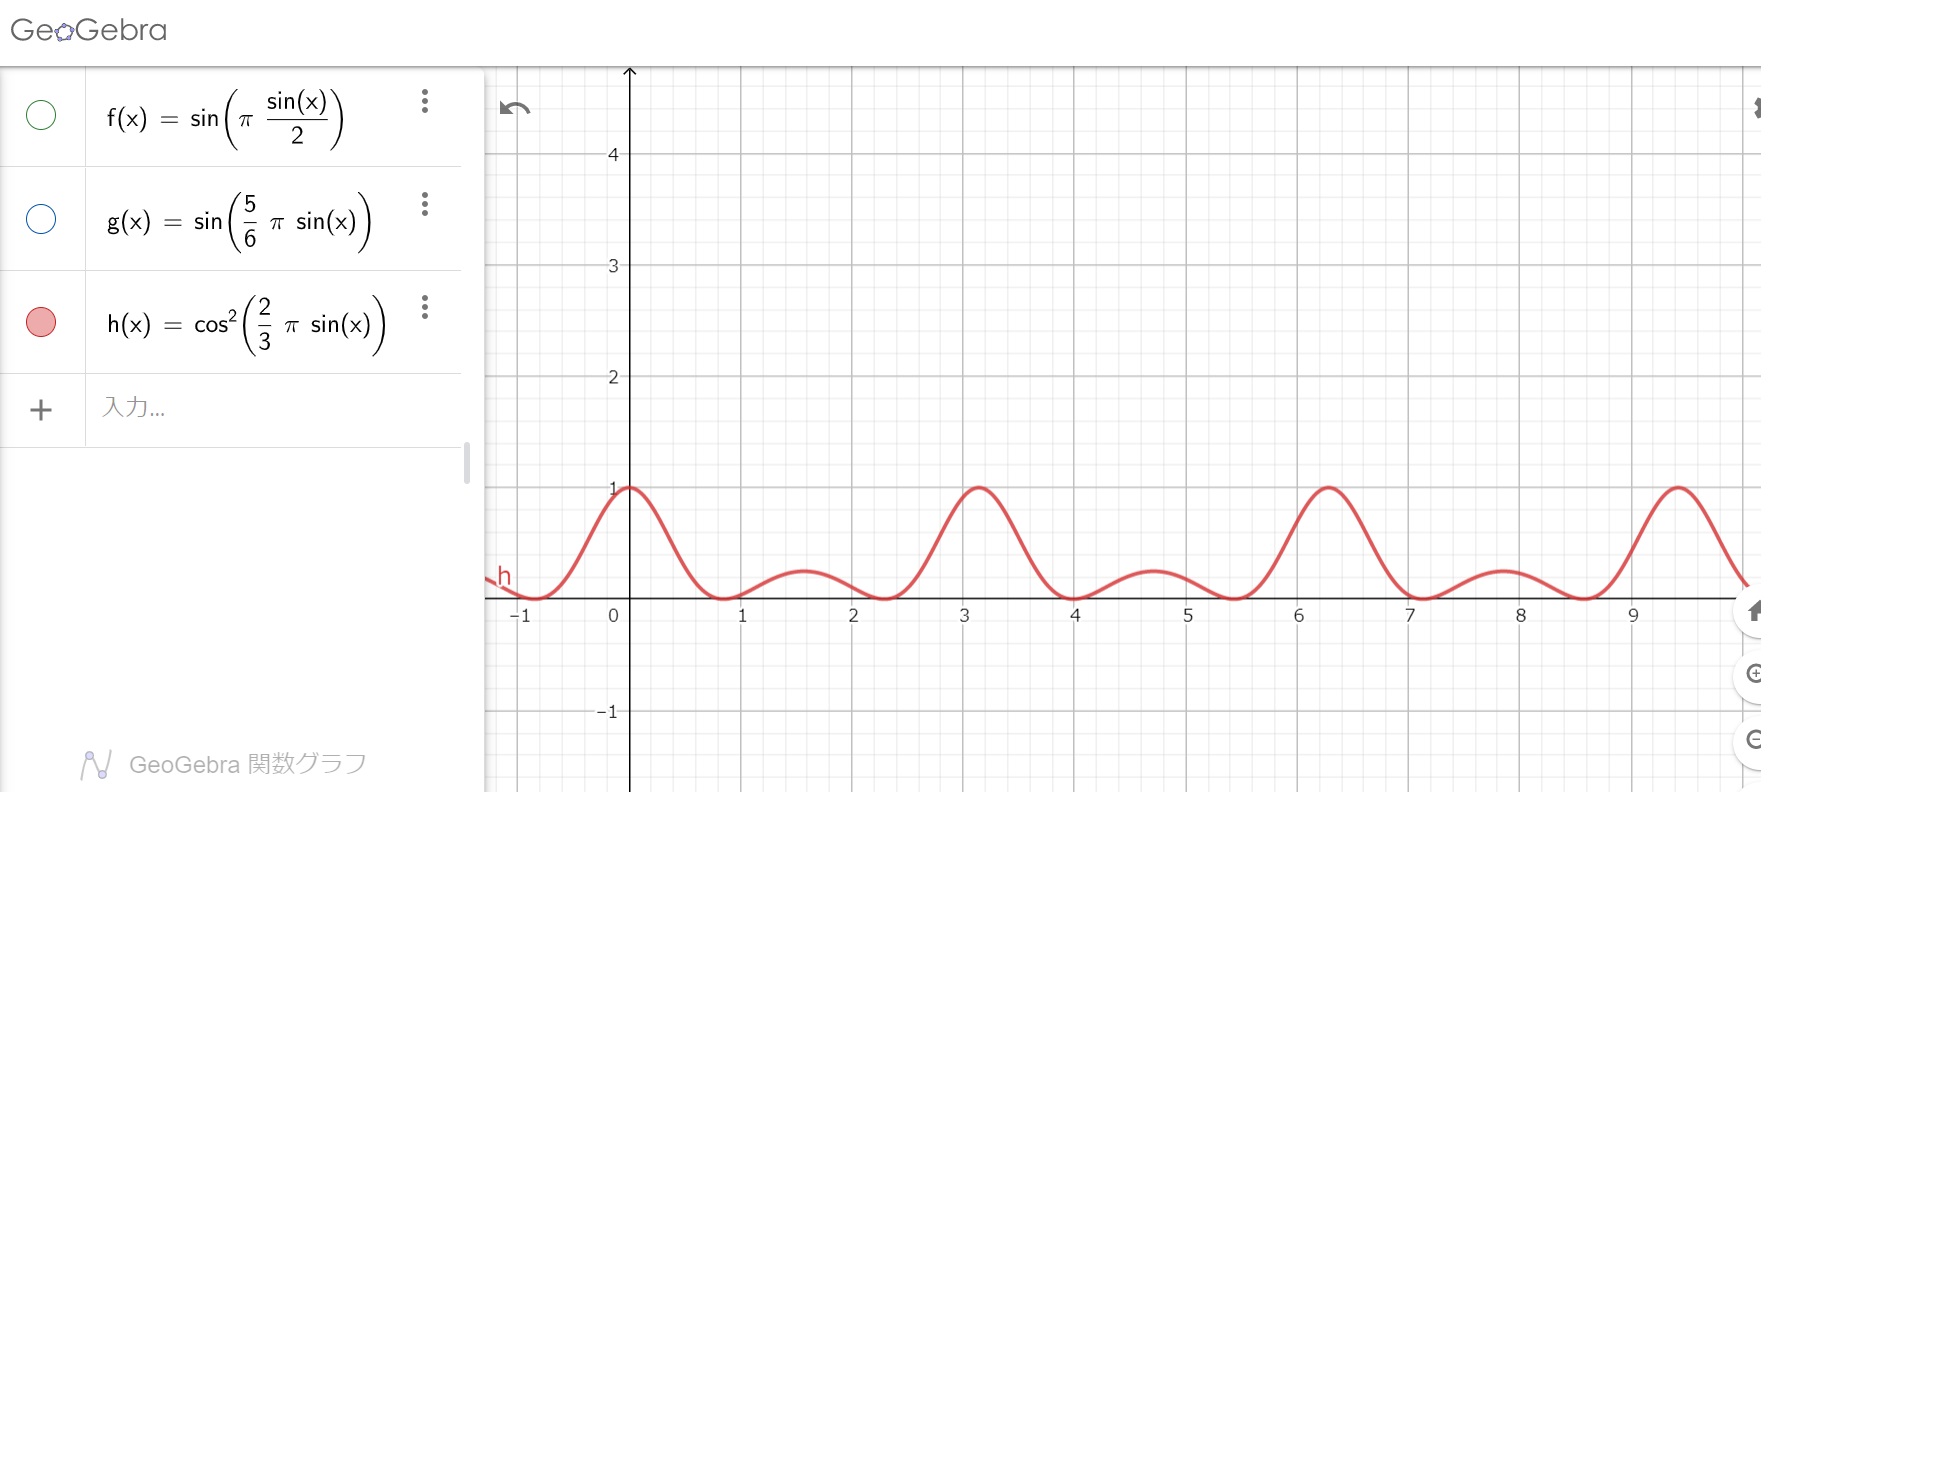 GeoGebra
f(x) = sin(π sin(x)/2)
g(x) = sin(5/6 π sin(x))
h(x) = cos²(2/3 π sin(x))
入力...
GeoGebra 関数グラフ
4
3
2
1
h
−1 0 1 2 3 4 5 6 7 8 9
−1